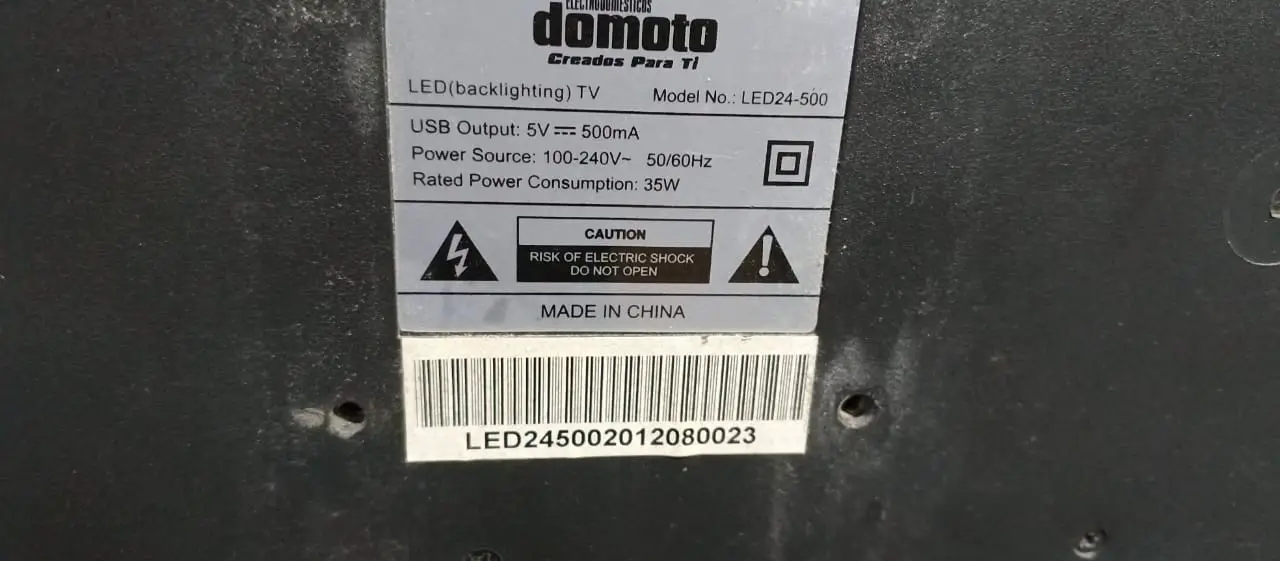 ELECTRODOMESTICOS
domoto
Creados Para Ti
LED(backlighting) TV Model No.: LED24-500
USB Output: 5V ⎓ 500mA
Power Source: 100-240V~ 50/60Hz
Rated Power Consumption: 35W
CAUTION
RISK OF ELECTRIC SHOCK
DO NOT OPEN
MADE IN CHINA
LED245002012080023